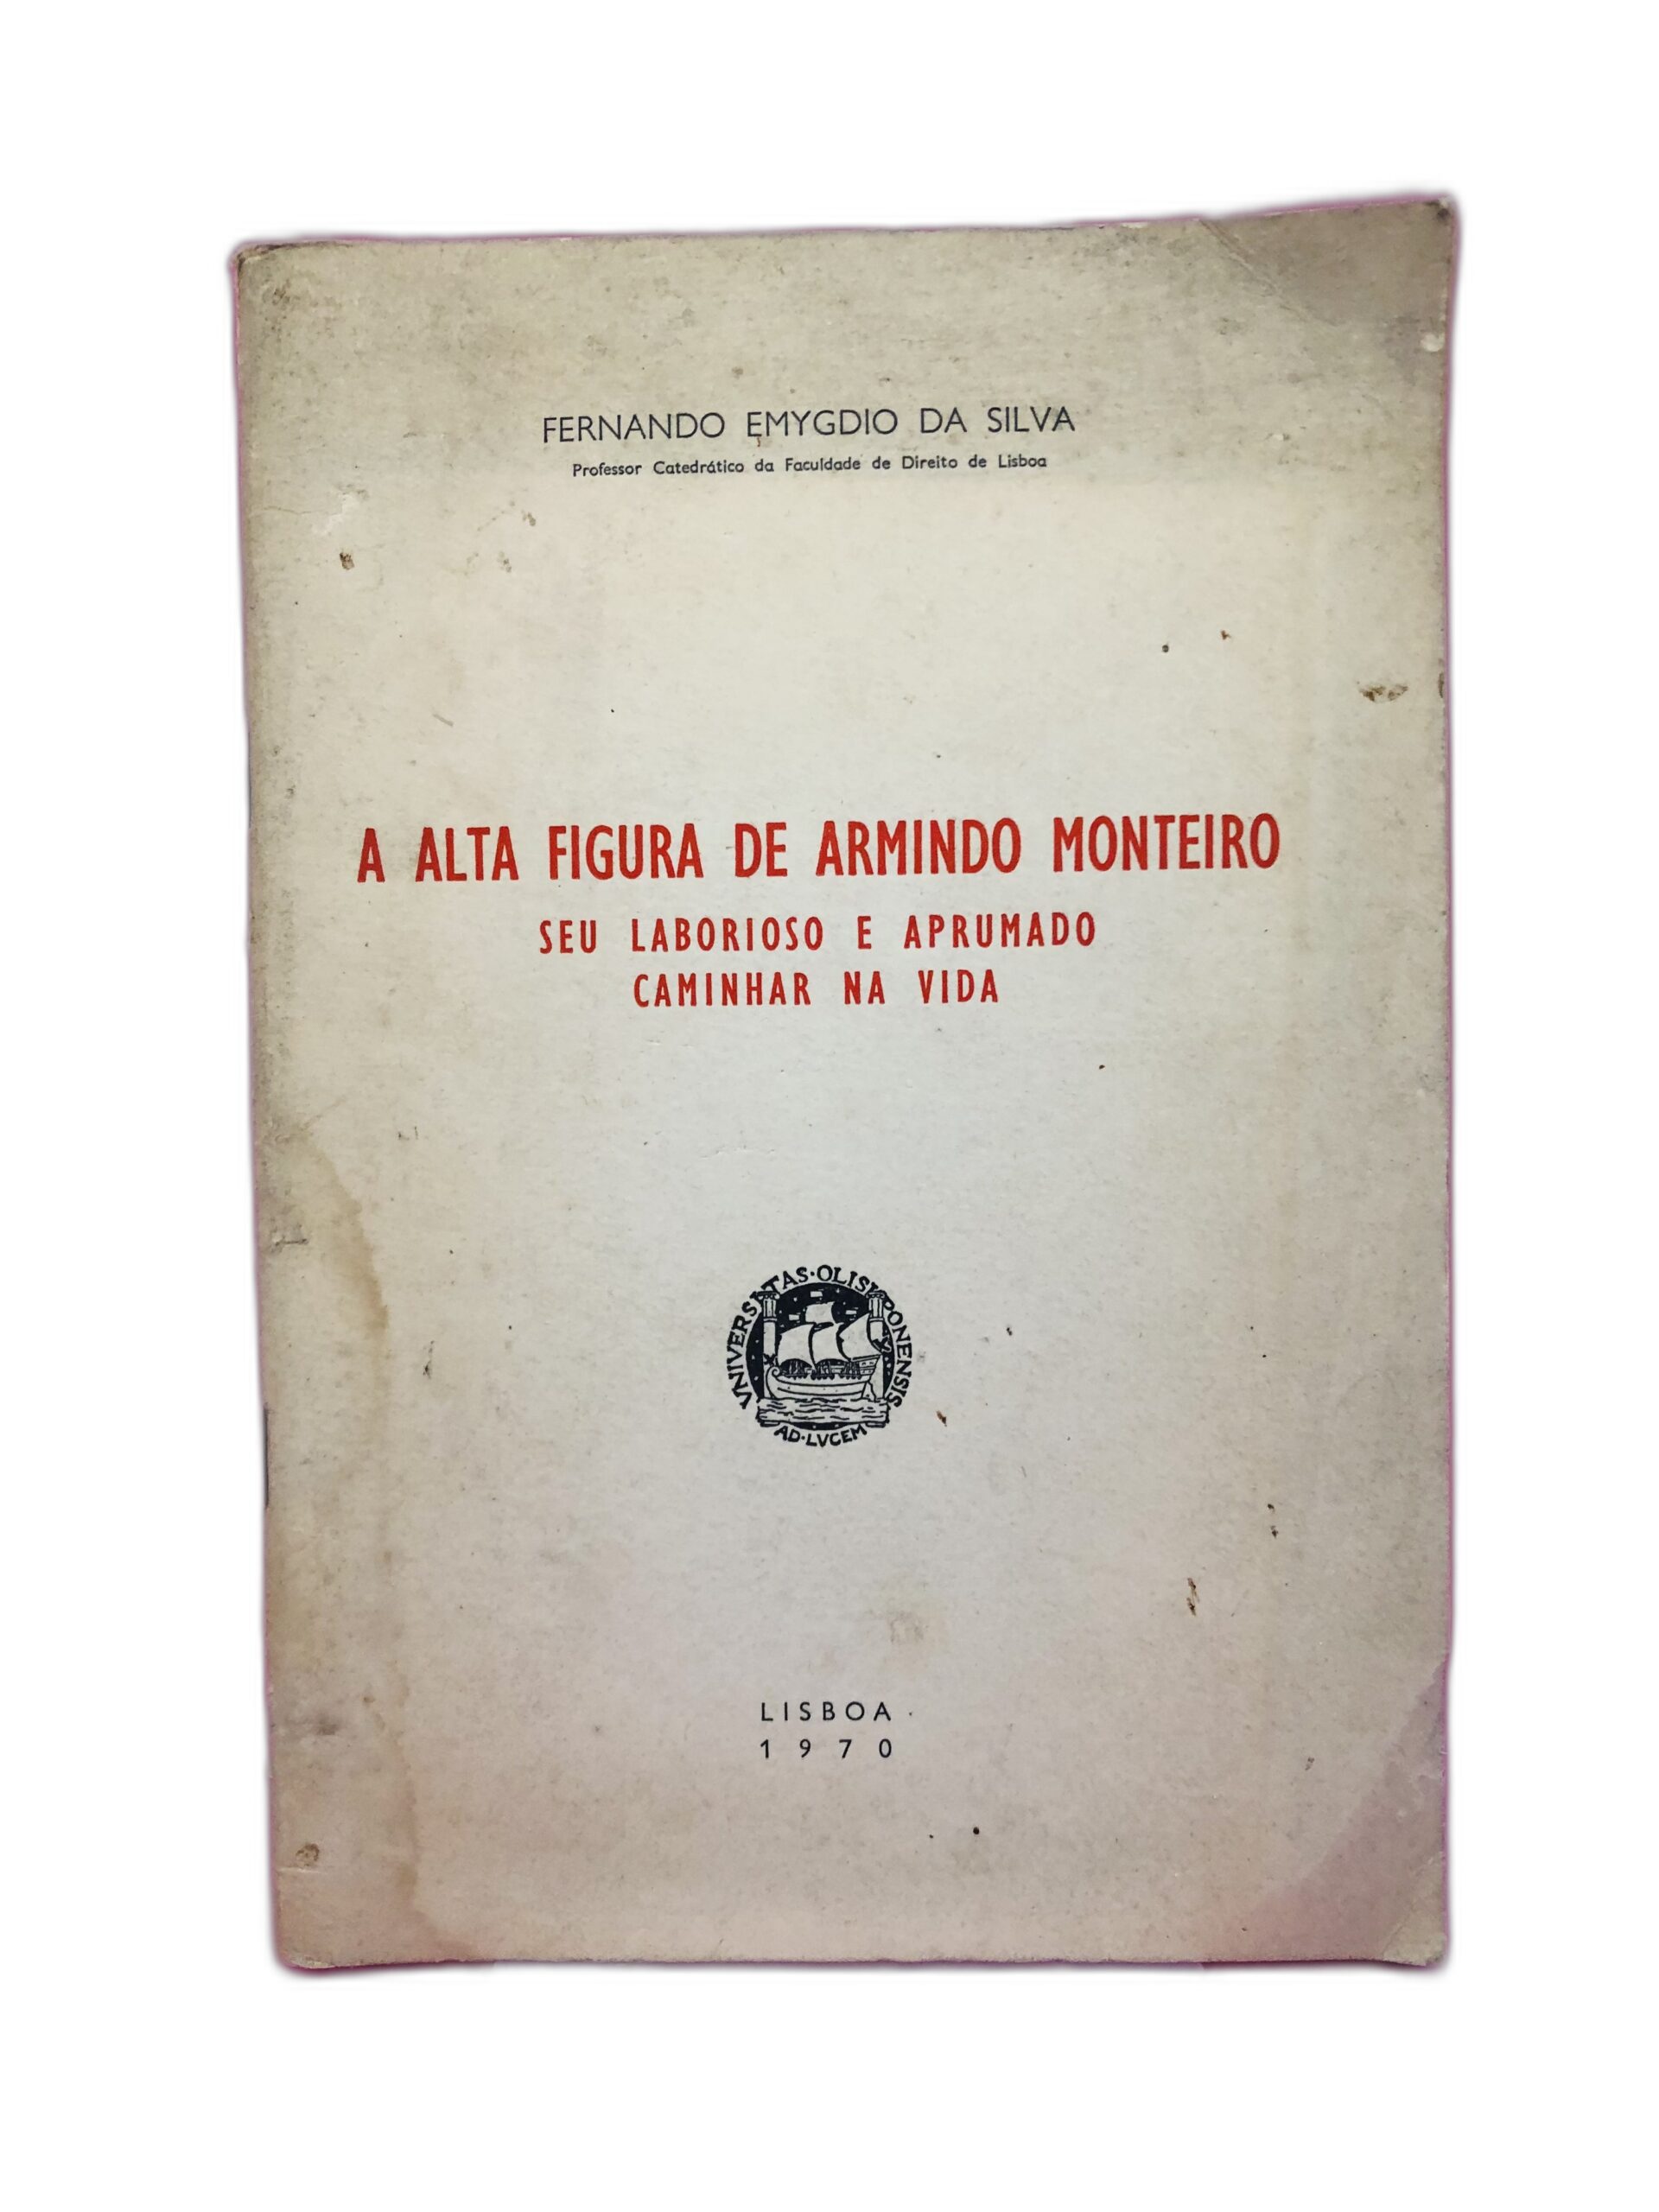 FERNANDO EMYGDIO DA SILVA
Professor Catedrático da Faculdade de Direito de Lisboa
A ALTA FIGURA DE ARMINDO MONTEIRO
SEU LABORIOSO E APRUMADO
CAMINHAR NA VIDA
VNIVERSITAS·OLISIPONENSIS
AD·LVCEM
LISBOA
1970